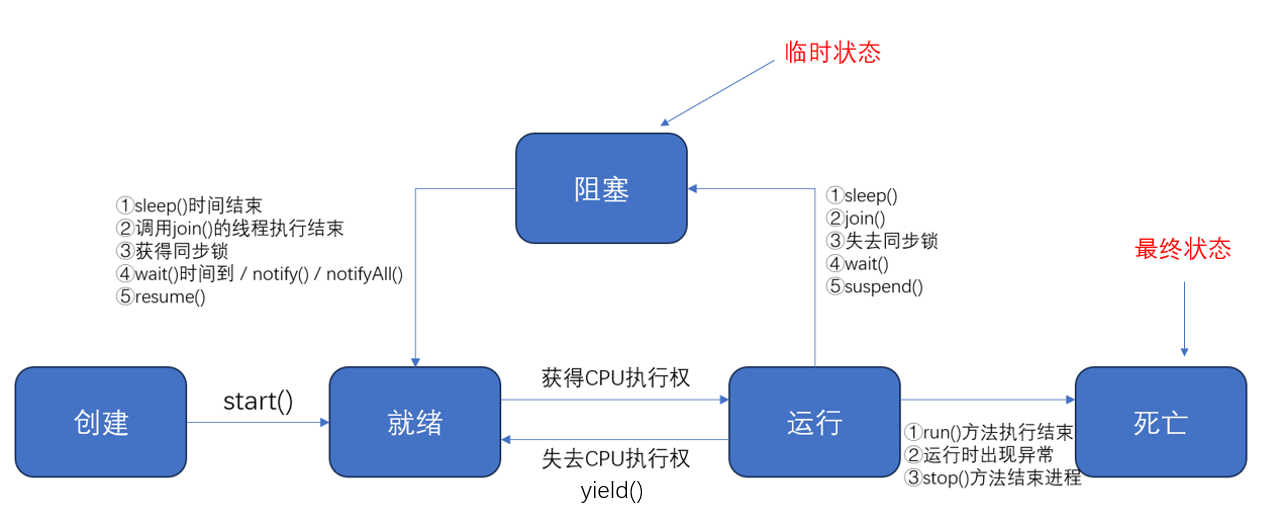 临时状态
阻塞
①sleep()时间结束
②调用join()的线程执行结束
③获得同步锁
④wait()时间到 / notify() / notifyAll()
⑤resume()
①sleep()
②join()
③失去同步锁
④wait()
⑤suspend()
最终状态
创建
start()
就绪
获得CPU执行权
失去CPU执行权
yield()
运行
①run()方法执行结束
②运行时出现异常
③stop()方法结束进程
死亡